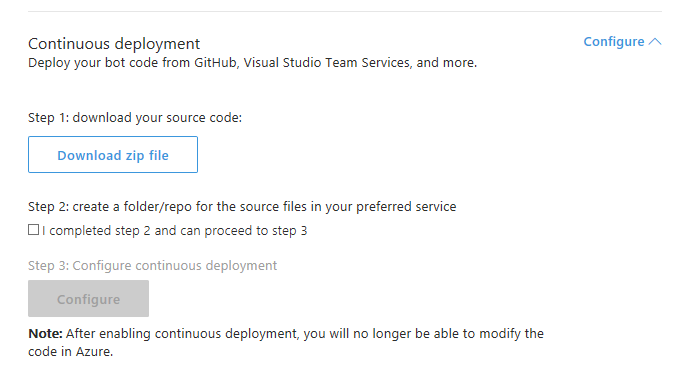 Continuous deployment
Configure
Deploy your bot code from GitHub, Visual Studio Team Services, and more.
Step 1: download your source code:
Download zip file
Step 2: create a folder/repo for the source files in your preferred service
I completed step 2 and can proceed to step 3
Step 3: Configure continuous deployment
Configure
Note: After enabling continuous deployment, you will no longer be able to modify the
code in Azure.